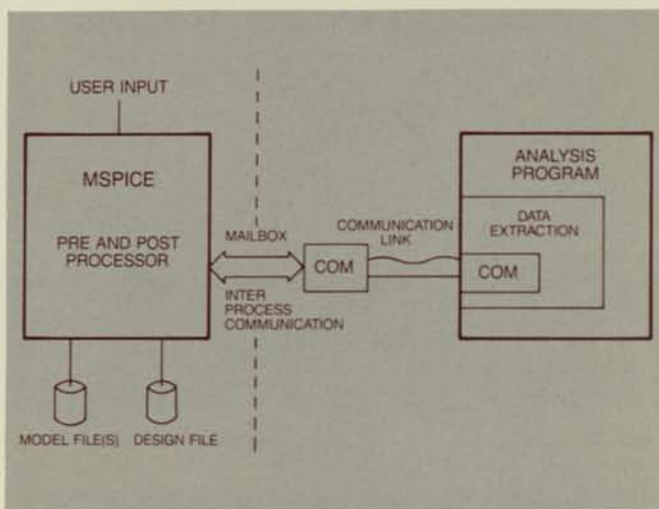 USER INPUT
MSPICE
PRE AND POST
PROCESSOR
MODEL FILE(S)
DESIGN FILE
MAILBOX
INTER
PROCESS
COMMUNICATION
COM
COMMUNICATION
LINK
ANALYSIS
PROGRAM
DATA
EXTRACTION
COM